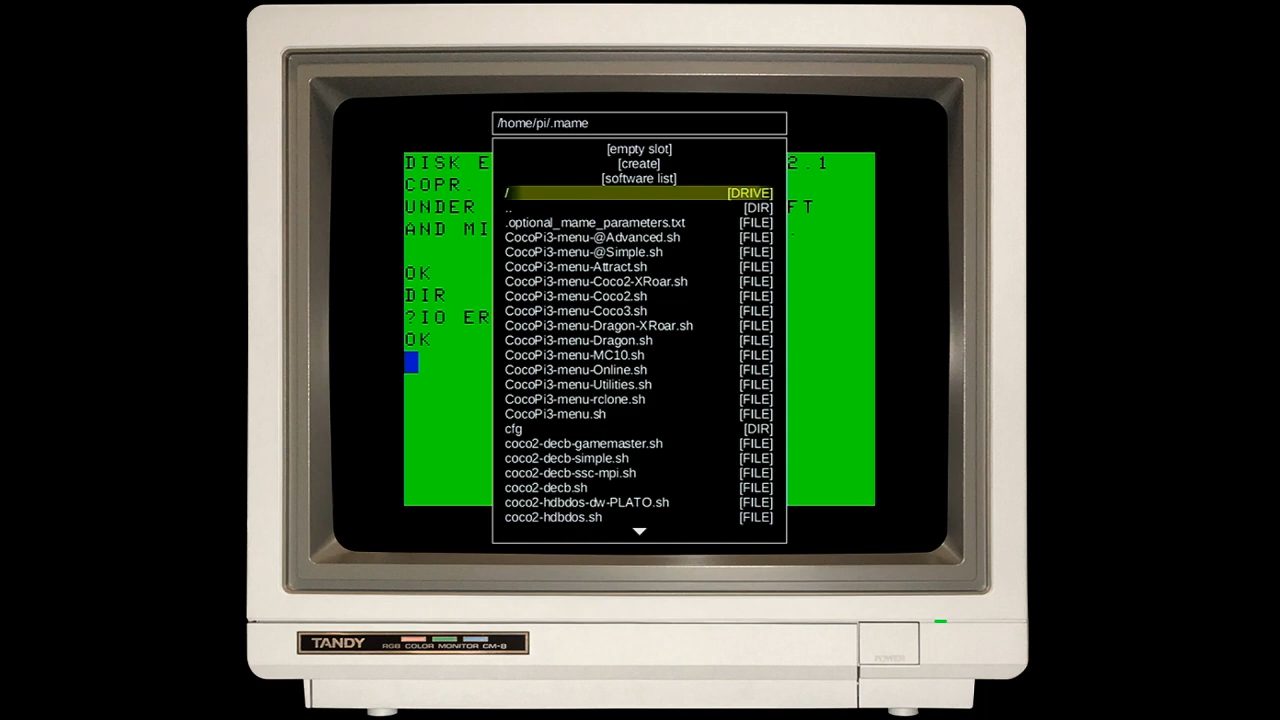 /home/pi/.mame
[empty slot]
[create]
[software list]
/ [DRIVE]
.. [DIR]
.optional_mame_parameters.txt [FILE]
CocoPi3-menu-@Advanced.sh [FILE]
CocoPi3-menu-@Simple.sh [FILE]
CocoPi3-menu-Attract.sh [FILE]
CocoPi3-menu-Coco2-XRoar.sh [FILE]
CocoPi3-menu-Coco2.sh [FILE]
CocoPi3-menu-Coco3.sh [FILE]
CocoPi3-menu-Dragon-XRoar.sh [FILE]
CocoPi3-menu-Dragon.sh [FILE]
CocoPi3-menu-MC10.sh [FILE]
CocoPi3-menu-Online.sh [FILE]
CocoPi3-menu-Utilities.sh [FILE]
CocoPi3-menu-rclone.sh [FILE]
CocoPi3-menu.sh [FILE]
cfg [DIR]
coco2-decb-gamemaster.sh [FILE]
coco2-decb-simple.sh [FILE]
coco2-decb-ssc-mpi.sh [FILE]
coco2-decb.sh [FILE]
coco2-hdbdos-dw-PLATO.sh [FILE]
coco2-hdbdos.sh [FILE]
DISK E 2.1
COPR.
UNDER FT
AND MI .
OK
DIR
?IO ER
OK
TANDY RGB COLOR MONITOR CM-8
POWER